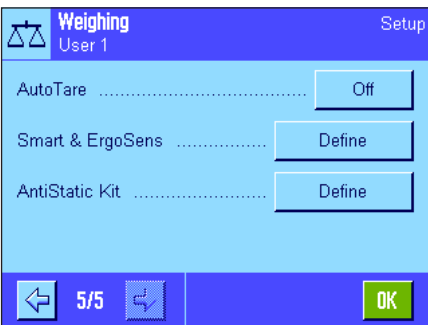 Weighing Setup
User 1
AutoTare ..................................... Off
Smart & ErgoSens ................ Define
AntiStatic Kit ........................ Define
5/5 OK